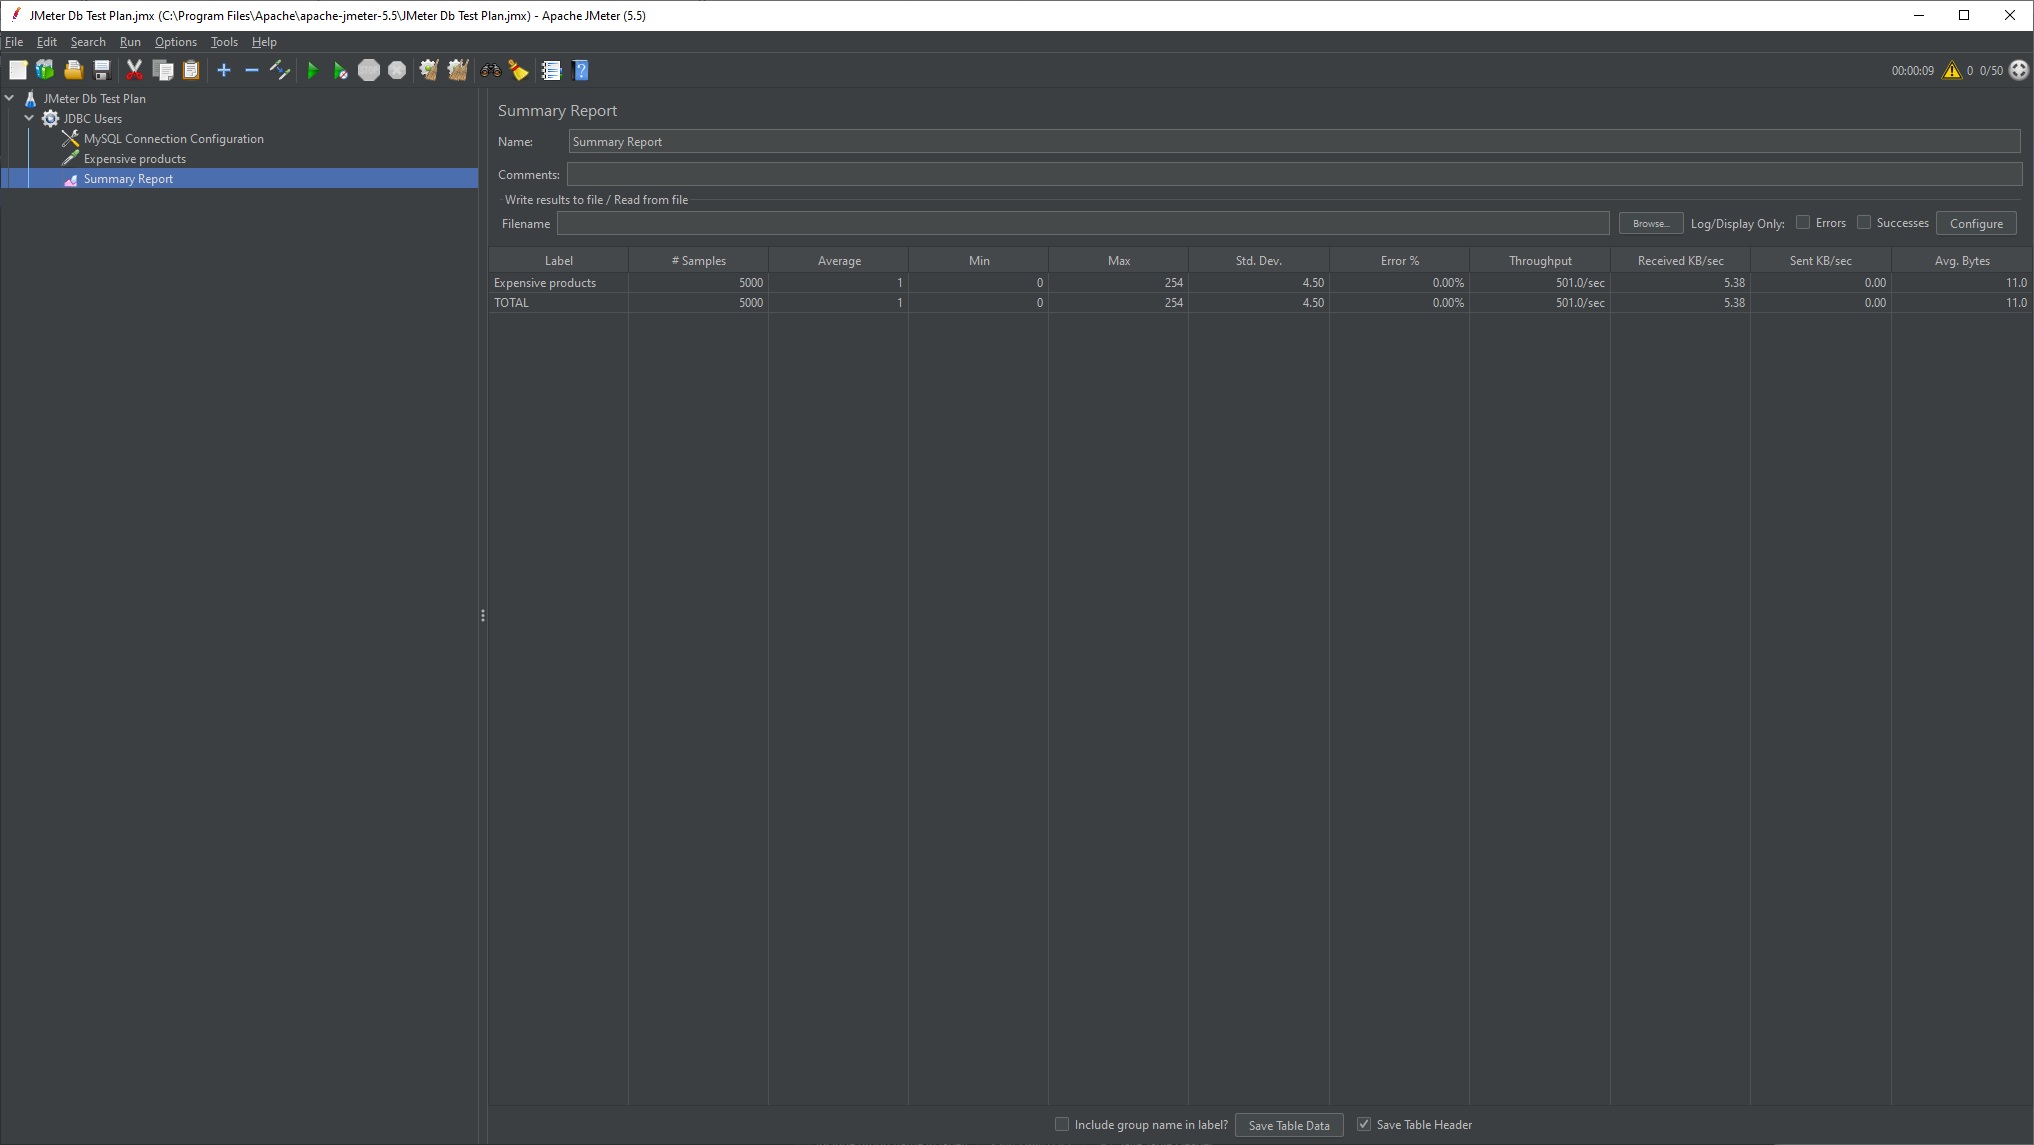 JMeter Db Test Plan.jmx (C:\Program Files\Apache\apache-jmeter-5.5\JMeter Db Test Plan.jmx) - Apache JMeter (5.5)
File Edit Search Run Options Tools Help
STOP 00:00:09 0 0/50
JMeter Db Test Plan
JDBC Users
MySQL Connection Configuration
Expensive products
Summary Report
Summary Report
Name: Summary Report
Comments:
Write results to file / Read from file
Filename Browse... Log/Display Only: Errors Successes Configure
Label # Samples Average Min Max Std. Dev. Error % Throughput Received KB/sec Sent KB/sec Avg. Bytes
Expensive products 5000 1 0 254 4.50 0.00% 501.0/sec 5.38 0.00 11.0
TOTAL 5000 1 0 254 4.50 0.00% 501.0/sec 5.38 0.00 11.0
Include group name in label? Save Table Data Save Table Header